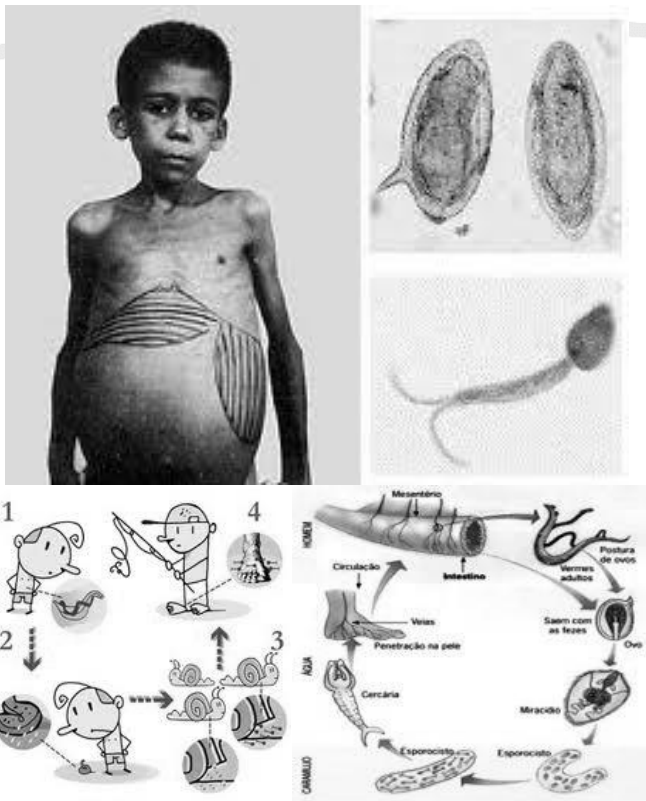 1
4
2
3
HOMEM
Mesentério
Circulação
Intestino
Postura
de ovos
Vermes
adultos
Veias
Saem com
as fezes
Penetração na pele
Ovo
ÁGUA
Cercária
Miracídio
Esporocisto
Esporocisto
CARAMUJO